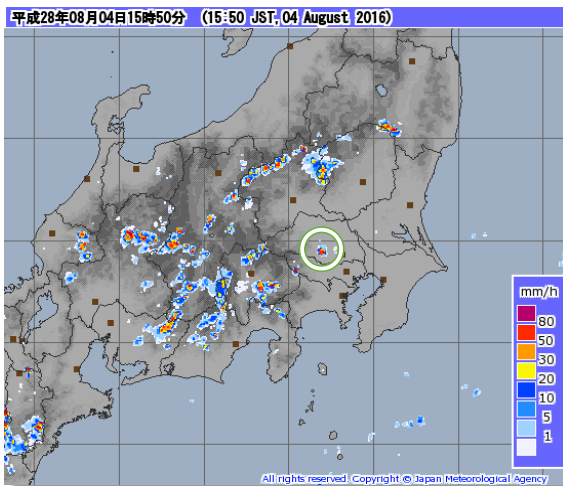 平成28年08月04日15時50分 (15:50 JST, 04 August 2016)
mm/h
80
50
30
20
10
5
1
All rights reserved. Copyright © Japan Meteorological Agency